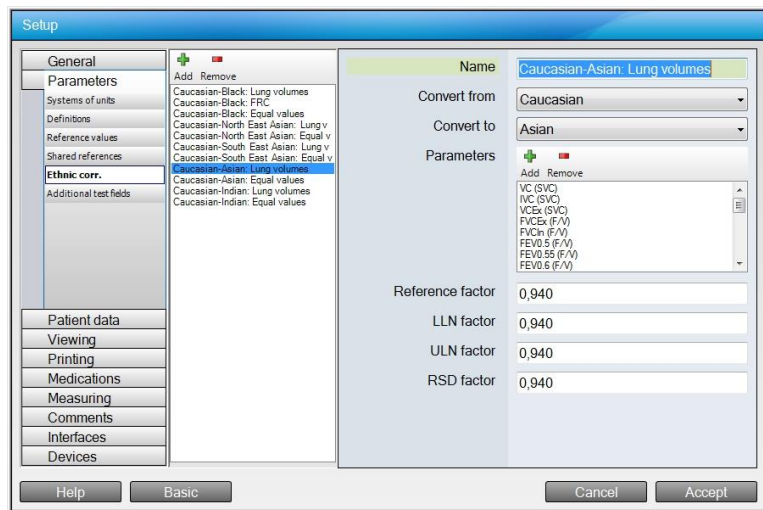 Setup
General
Parameters
Systems of units
Definitions
Reference values
Shared references
Ethnic corr.
Additional test fields
Patient data
Viewing
Printing
Medications
Measuring
Comments
Interfaces
Devices
Add Remove
Caucasian-Black: Lung volumes
Caucasian-Black: FRC
Caucasian-Black: Equal values
Caucasian-North East Asian: Lung v
Caucasian-North East Asian: Equal v
Caucasian-South East Asian: Lung v
Caucasian-South East Asian: Equal v
Caucasian-Asian: Lung volumes
Caucasian-Asian: Equal values
Caucasian-Indian: Lung volumes
Caucasian-Indian: Equal values
Name Caucasian-Asian: Lung volumes
Convert from Caucasian
Convert to Asian
Parameters
Add Remove
VC (SVC)
IVC (SVC)
VCEx (SVC)
FVCEx (F/V)
FVCIn (F/V)
FEV0.5 (F/V)
FEV0.55 (F/V)
FEV0.6 (F/V)
Reference factor 0,940
LLN factor 0,940
ULN factor 0,940
RSD factor 0,940
Help Basic Cancel Accept